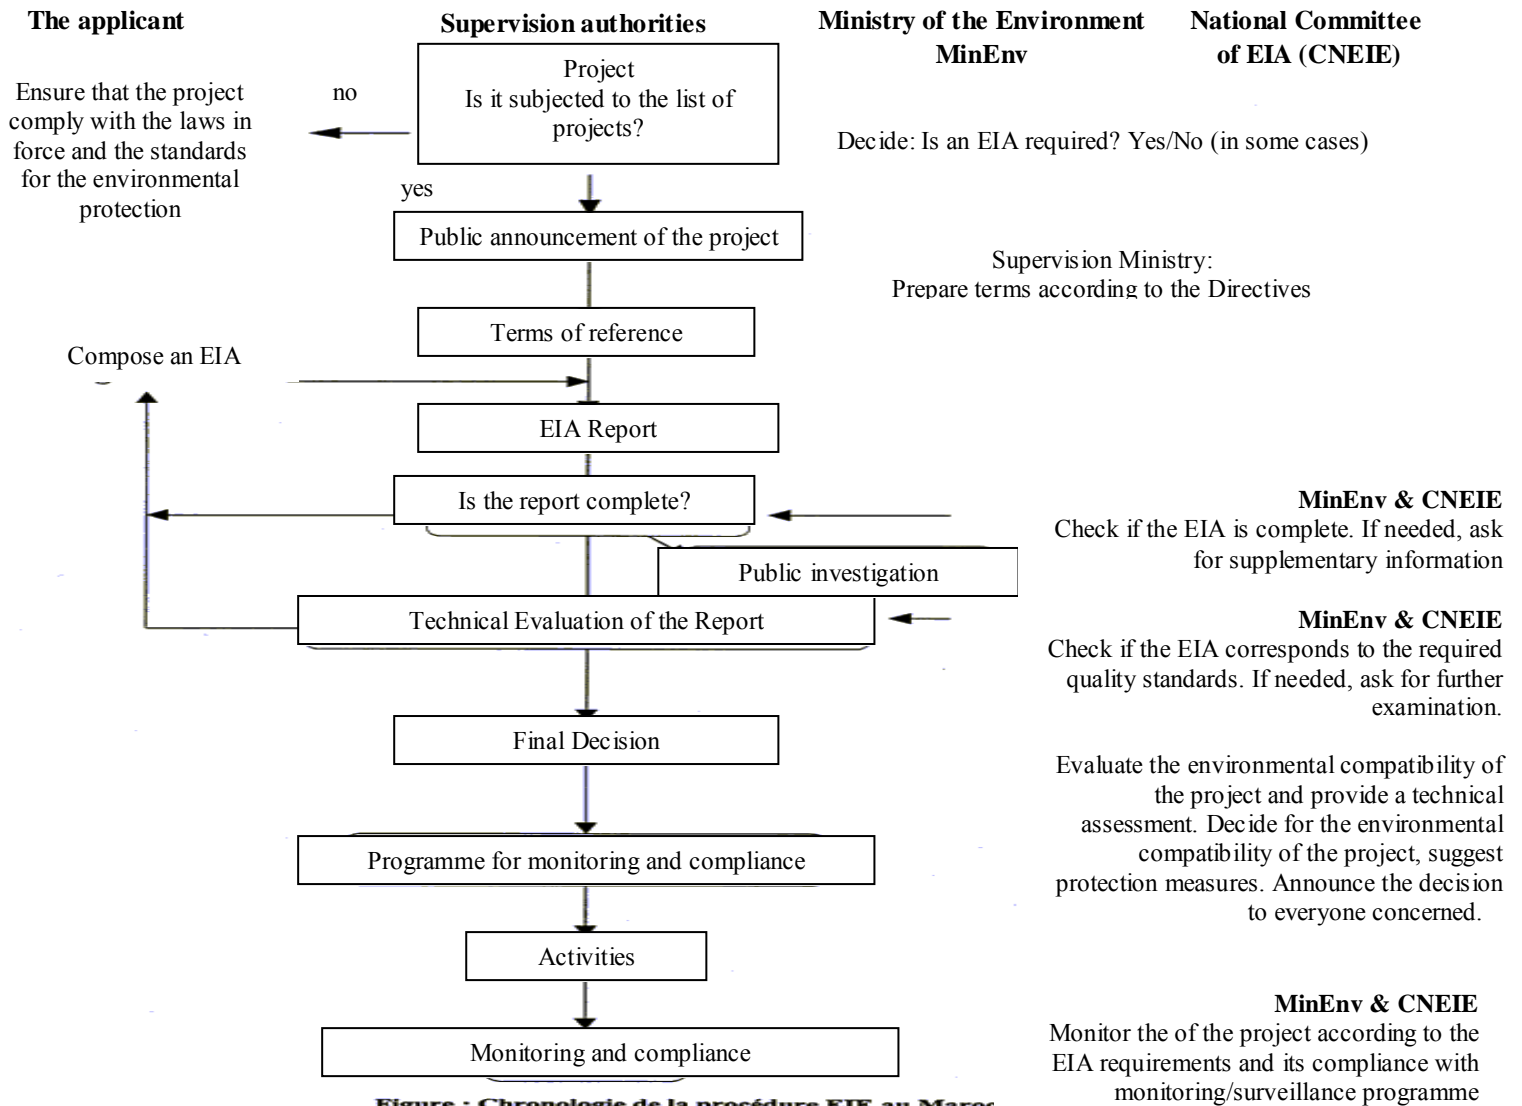 The applicant
Supervision authorities
Ministry of the Environment
MinEnv
National Committee
of EIA (CNEIE)
Project
Is it subjected to the list of
projects?
Ensure that the project
comply with the laws in
force and the standards
for the environmental
protection
no
Decide: Is an EIA required? Yes/No (in some cases)
yes
Public announcement of the project
Supervision Ministry:
Prepare terms according to the Directives
Terms of reference
Compose an EIA
EIA Report
Is the report complete?
MinEnv & CNEIE
Check if the EIA is complete. If needed, ask
for supplementary information
Public investigation
Technical Evaluation of the Report
MinEnv & CNEIE
Check if the EIA corresponds to the required
quality standards. If needed, ask for further
examination.
Final Decision
Evaluate the environmental compatibility of
the project and provide a technical
assessment. Decide for the environmental
compatibility of the project, suggest
protection measures. Announce the decision
to everyone concerned.
Programme for monitoring and compliance
Activities
MinEnv & CNEIE
Monitor the of the project according to the
EIA requirements and its compliance with
monitoring/surveillance programme
Monitoring and compliance
Figure : Chronologie de la procédure EIE au Maroc